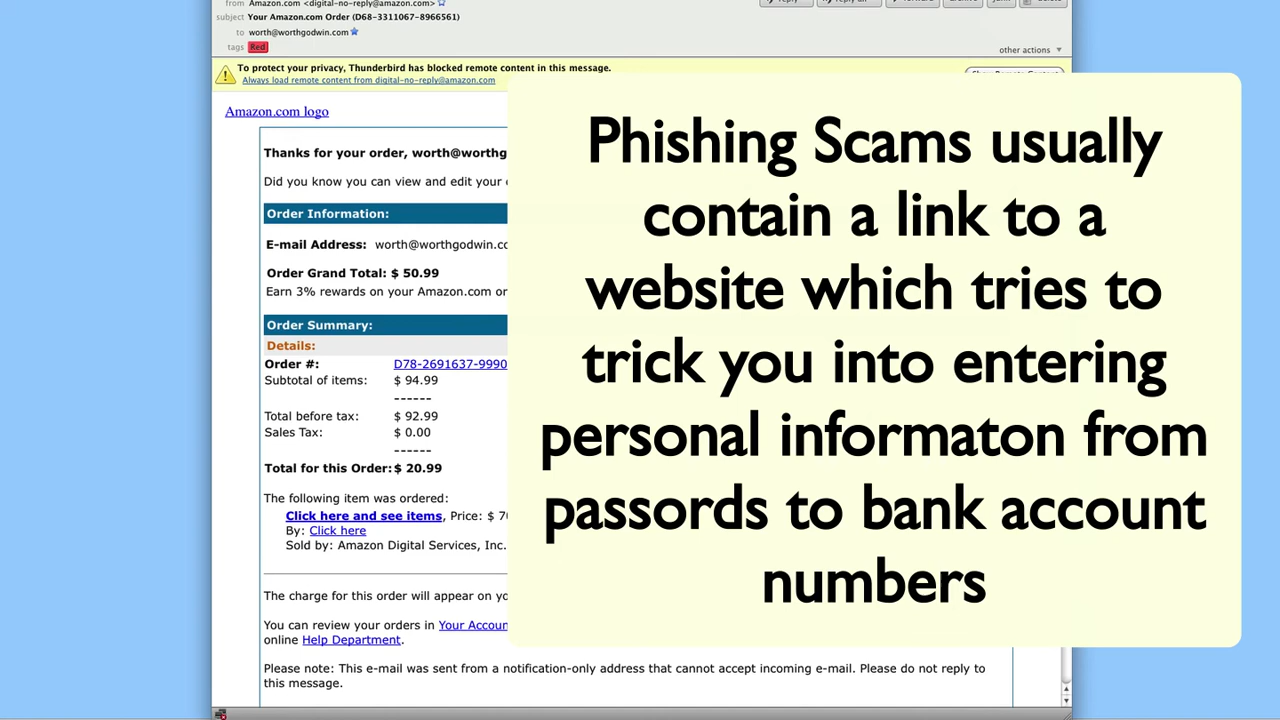 from Amazon.com <digital-no-reply@amazon.com>
subject Your Amazon.com Order (D68-3311067-8966561)
to worth@worthgodwin.com
tags Red
other actions
To protect your privacy, Thunderbird has blocked remote content in this message.
Always load remote content from digital-no-reply@amazon.com
Amazon.com logo
Thanks for your order, worth@worthg
Did you know you can view and edit your
Order Information:
E-mail Address: worth@worthgodwin.co
Order Grand Total: $ 50.99
Earn 3% rewards on your Amazon.com or
Order Summary:
Details:
Order #: D78-2691637-9990
Subtotal of items: $ 94.99
------
Total before tax: $ 92.99
Sales Tax: $ 0.00
------
Total for this Order: $ 20.99
The following item was ordered:
Click here and see items, Price: $ 70
By: Click here
Sold by: Amazon Digital Services, Inc.
The charge for this order will appear on yo
You can review your orders in Your Accoun
online Help Department.
Please note: This e-mail was sent from a notification-only address that cannot accept incoming e-mail. Please do not reply to
this message.
Phishing Scams usually
contain a link to a
website which tries to
trick you into entering
personal informaton from
passords to bank account
numbers